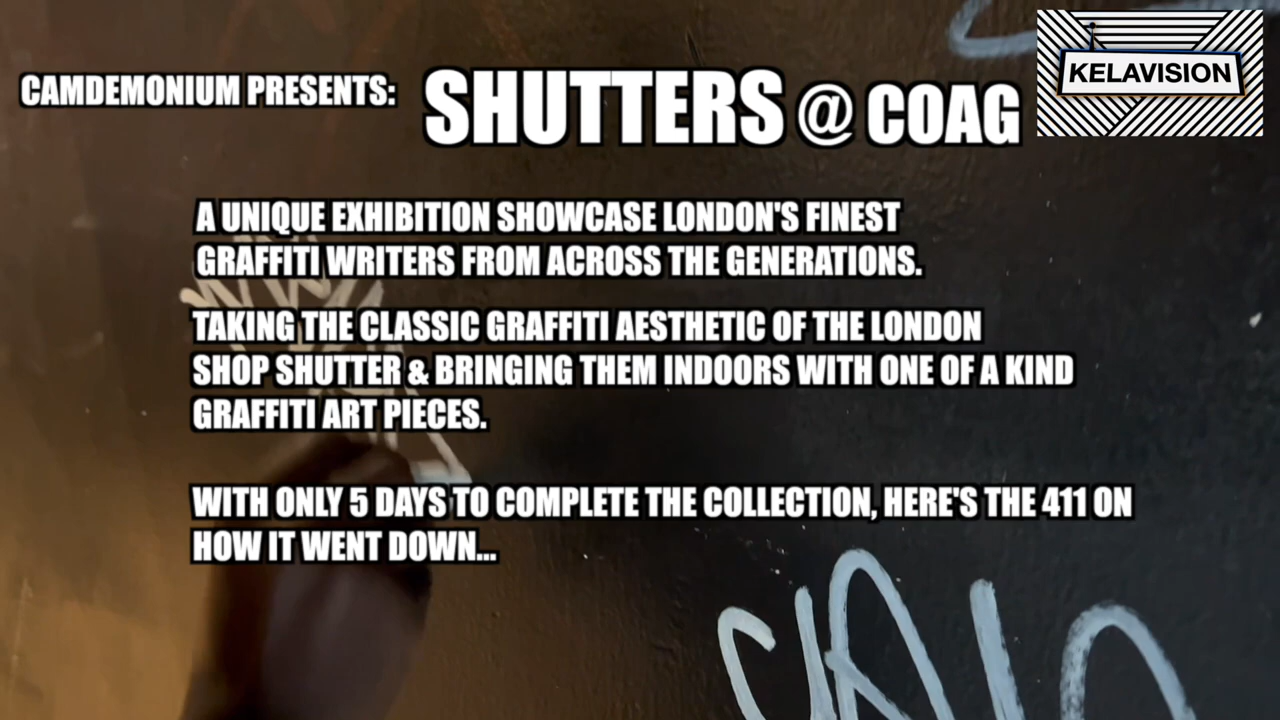 CAMDEMONIUM PRESENTS: SHUTTERS @ COAG
KELAVISION
A UNIQUE EXHIBITION SHOWCASE LONDON'S FINEST
GRAFFITI WRITERS FROM ACROSS THE GENERATIONS.
TAKING THE CLASSIC GRAFFITI AESTHETIC OF THE LONDON
SHOP SHUTTER & BRINGING THEM INDOORS WITH ONE OF A KIND
GRAFFITI ART PIECES.
WITH ONLY 5 DAYS TO COMPLETE THE COLLECTION, HERE'S THE 411 ON
HOW IT WENT DOWN...